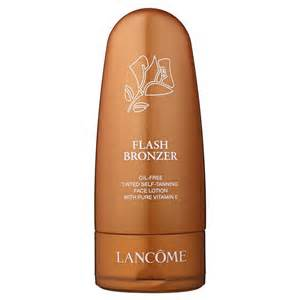 FLASH
BRONZER
OIL-FREE
TINTED SELF-TANNING
FACE LOTION
WITH PURE VITAMIN E
LANCÔME